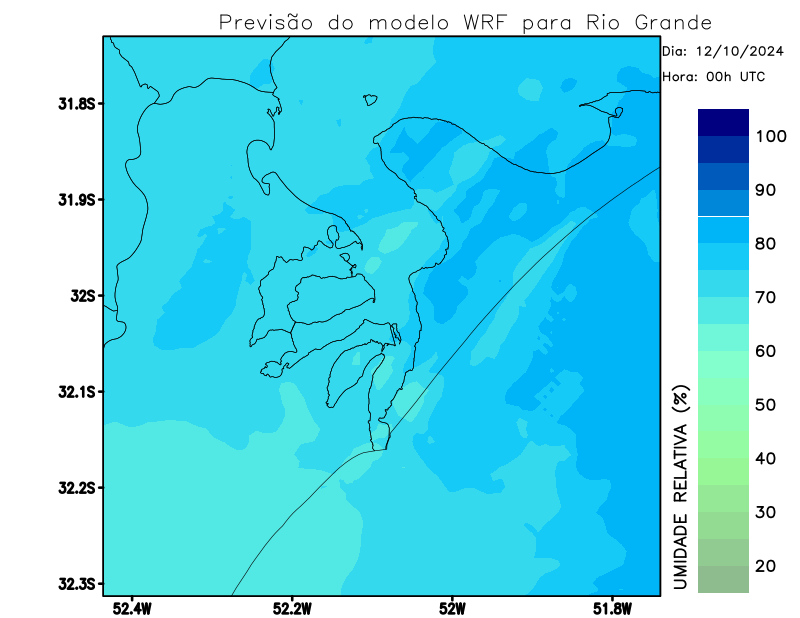 Previsão do modelo WRF para Rio Grande
Dia: 12/10/2024
Hora: 00h UTC
31.8S
31.9S
32S
32.1S
32.2S
32.3S
52.4W
52.2W
52W
51.8W
100
90
80
70
60
50
40
30
20
UMIDADE RELATIVA (%)